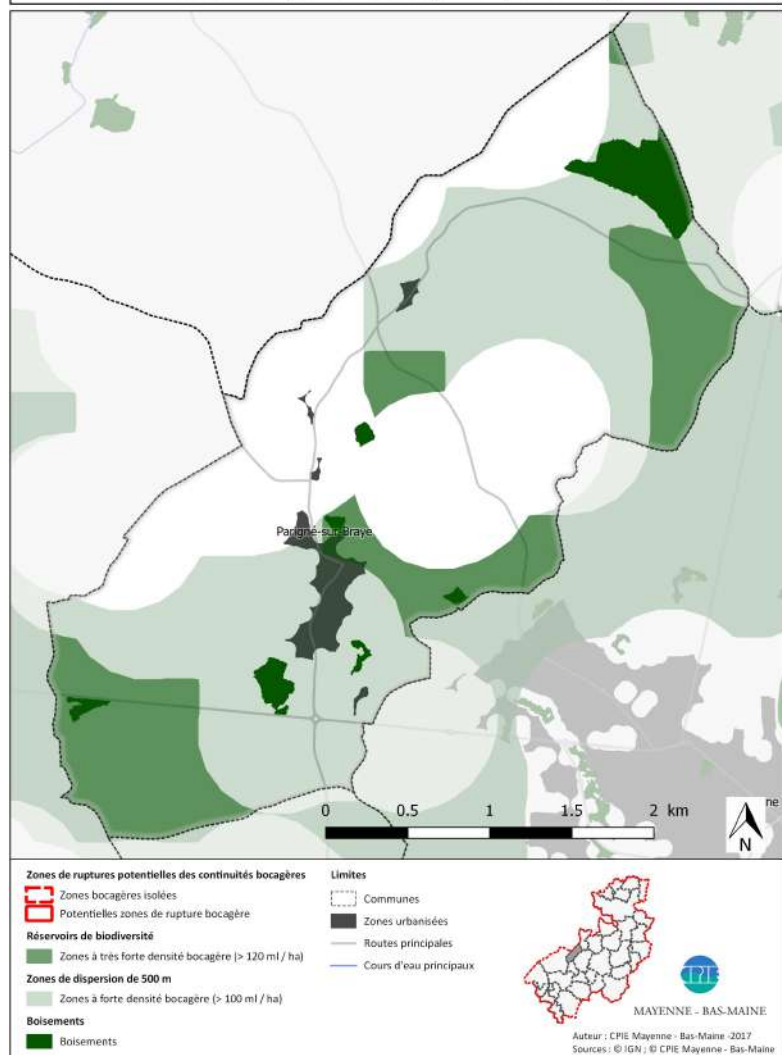 Parigné-sur-Braye
0 0.5 1 1.5 2 km
ne
N
Zones de ruptures potentielles des continuités bocagères
Zones bocagères isolées
Potentielles zones de rupture bocagère
Réservoirs de biodiversité
Zones à très forte densité bocagère (> 120 ml / ha)
Zones de dispersion de 500 m
Zones à forte densité bocagère (> 100 ml / ha)
Boisements
Boisements
Limites
Communes
Zones urbanisées
Routes principales
Cours d'eau principaux
CPIE
MAYENNE - BAS-MAINE
Auteur : CPIE Mayenne - Bas-Maine -2017
Sources : © IGN ; © CPIE Mayenne - Bas-Maine